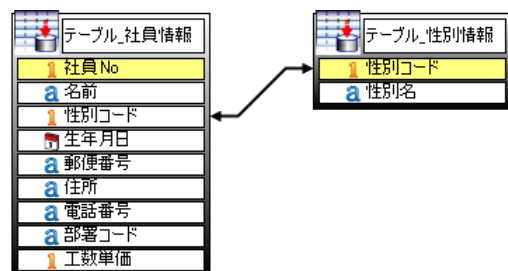 テーブル_社員情報
社員No
名前
性別コード
生年月日
郵便番号
住所
電話番号
部署コード
工数単価
テーブル_性別情報
性別コード
性別名